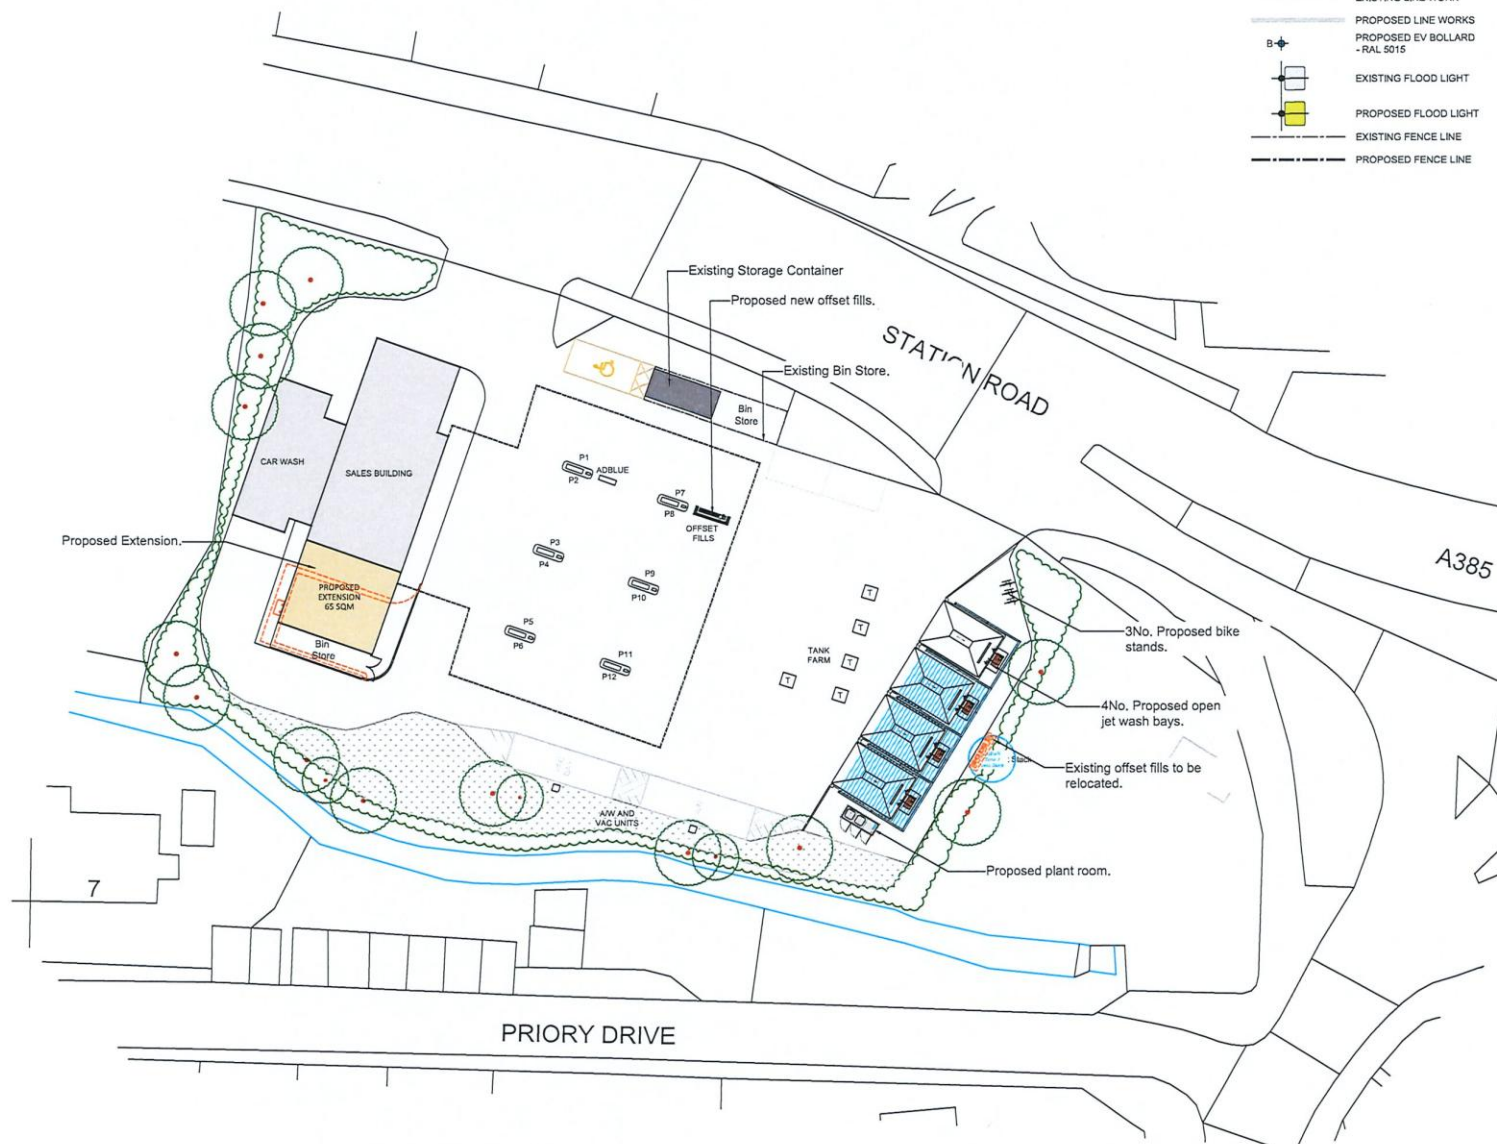 PROPOSED LINE WORKS
B
PROPOSED EV BOLLARD
- RAL 5015
EXISTING FLOOD LIGHT
PROPOSED FLOOD LIGHT
EXISTING FENCE LINE
PROPOSED FENCE LINE
Existing Storage Container
Proposed new offset fills.
STATION ROAD
Existing Bin Store.
Bin
Store
A385
CAR WASH
SALES BUILDING
P1
P2
ADBLUE
P7
P8
OFFSET
FILLS
Proposed Extension.
P3
P4
P9
P10
PROPOSED
EXTENSION
65 SQM
Bin
Store
P5
P6
P11
P12
TANK
FARM
T
T
T
T
T
3No. Proposed bike
stands.
4No. Proposed open
jet wash bays.
Existing offset fills to be
relocated.
A/W AND
VAC UNITS
Proposed plant room.
7
PRIORY DRIVE